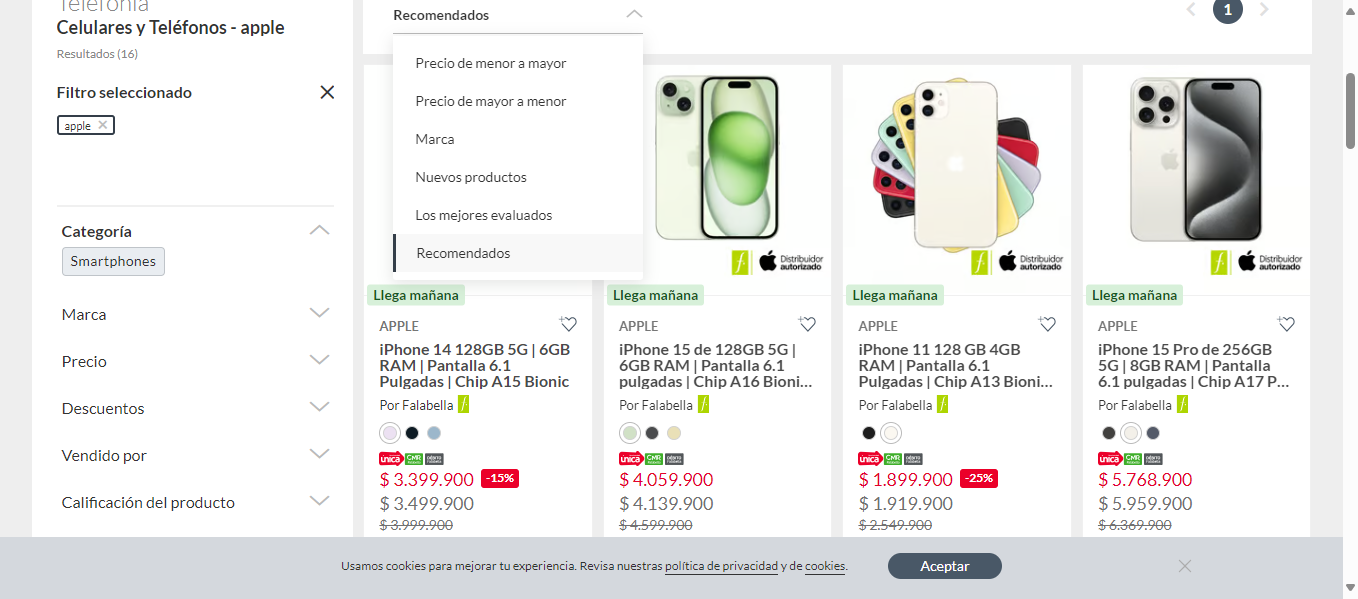 Telefonía
Celulares y Teléfonos - apple
Resultados (16)
Filtro seleccionado
apple
Categoría
Smartphones
Marca
Precio
Descuentos
Vendido por
Calificación del producto
Recomendados
1
Precio de menor a mayor
Precio de mayor a menor
Marca
Nuevos productos
Los mejores evaluados
Recomendados
Llega mañana
APPLE
iPhone 14 128GB 5G | 6GB
RAM | Pantalla 6.1
Pulgadas | Chip A15 Bionic
Por Falabella
unica CMR
$ 3.399.900 -15%
$ 3.499.900
$ 3.999.900
Distribuidor
autorizado
Llega mañana
APPLE
iPhone 15 de 128GB 5G |
6GB RAM | Pantalla 6.1
pulgadas | Chip A16 Bioni...
Por Falabella
unica CMR
$ 4.059.900
$ 4.139.900
$ 4.599.900
Distribuidor
autorizado
Llega mañana
APPLE
iPhone 11 128 GB 4GB
RAM | Pantalla 6.1
Pulgadas | Chip A13 Bioni...
Por Falabella
unica CMR
$ 1.899.900 -25%
$ 1.919.900
$ 2.549.900
Distribuidor
autorizado
Llega mañana
APPLE
iPhone 15 Pro de 256GB
5G | 8GB RAM | Pantalla
6.1 pulgadas | Chip A17 P...
Por Falabella
unica CMR
$ 5.768.900
$ 5.959.900
$ 6.369.900
Usamos cookies para mejorar tu experiencia. Revisa nuestras política de privacidad y de cookies.
Aceptar